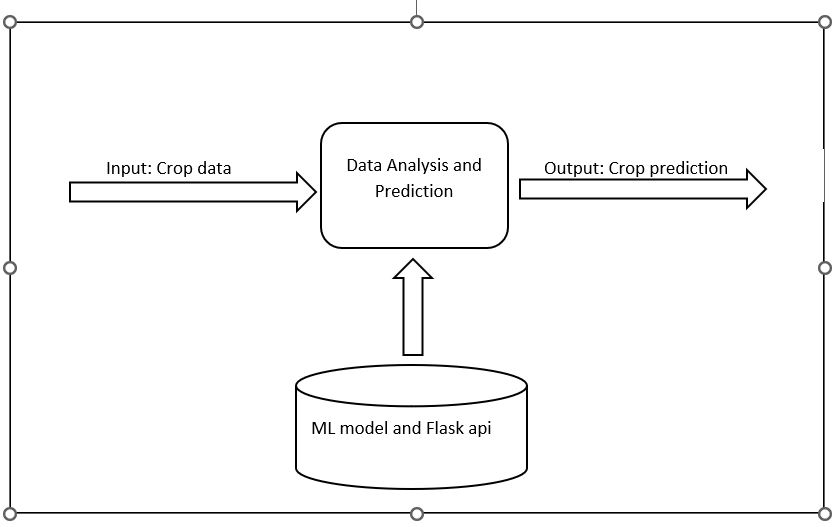 Input: Crop data
Data Analysis and
Prediction
Output: Crop prediction
ML model and Flask api